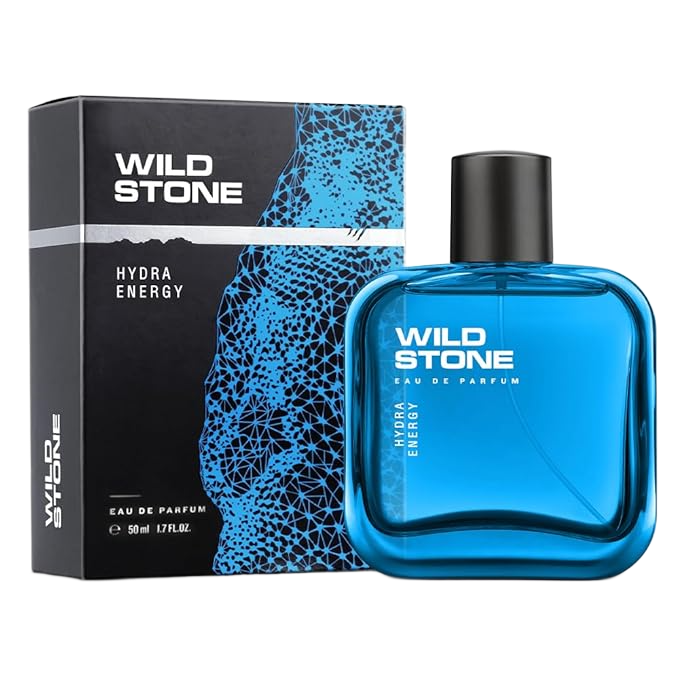 WILD
STONE
HYDRA
ENERGY
EAU DE PARFUM
e 50 ml 1.7 FL.OZ.
WILD
STONE
WILD
STONE
EAU DE PARFUM
HYDRA
ENERGY